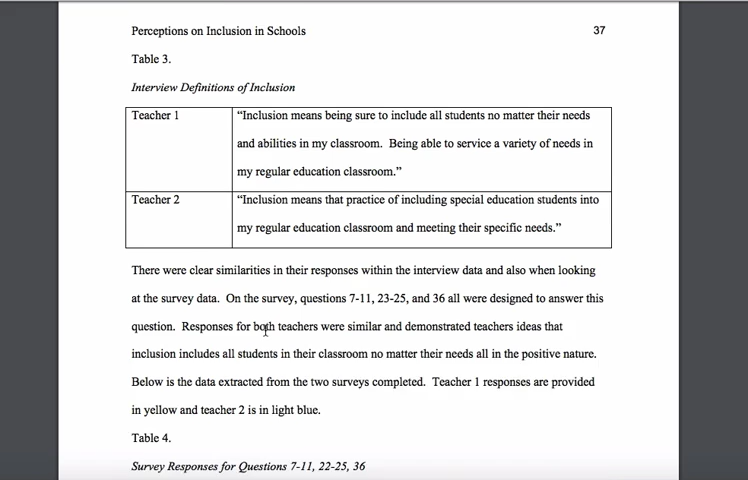 Perceptions on Inclusion in Schools 37
Table 3.
Interview Definitions of Inclusion
Teacher 1 “Inclusion means being sure to include all students no matter their needs
and abilities in my classroom. Being able to service a variety of needs in
my regular education classroom.”
Teacher 2 “Inclusion means that practice of including special education students into
my regular education classroom and meeting their specific needs.”
There were clear similarities in their responses within the interview data and also when looking
at the survey data. On the survey, questions 7-11, 23-25, and 36 all were designed to answer this
question. Responses for both teachers were similar and demonstrated teachers ideas that
inclusion includes all students in their classroom no matter their needs all in the positive nature.
Below is the data extracted from the two surveys completed. Teacher 1 responses are provided
in yellow and teacher 2 is in light blue.
Table 4.
Survey Responses for Questions 7-11, 22-25, 36